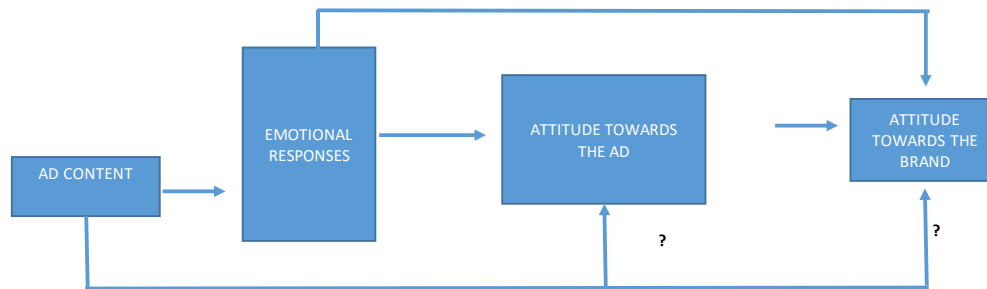 AD CONTENT
EMOTIONAL
RESPONSES
ATTITUDE TOWARDS
THE AD
ATTITUDE
TOWARDS THE
BRAND
?
?